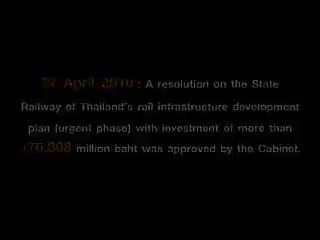 27 April 2010 : A resolution on the State
Railway of Thailand's rail infrastructure development
plan (urgent phase) with investment of more than
176,808 million baht was approved by the Cabinet.